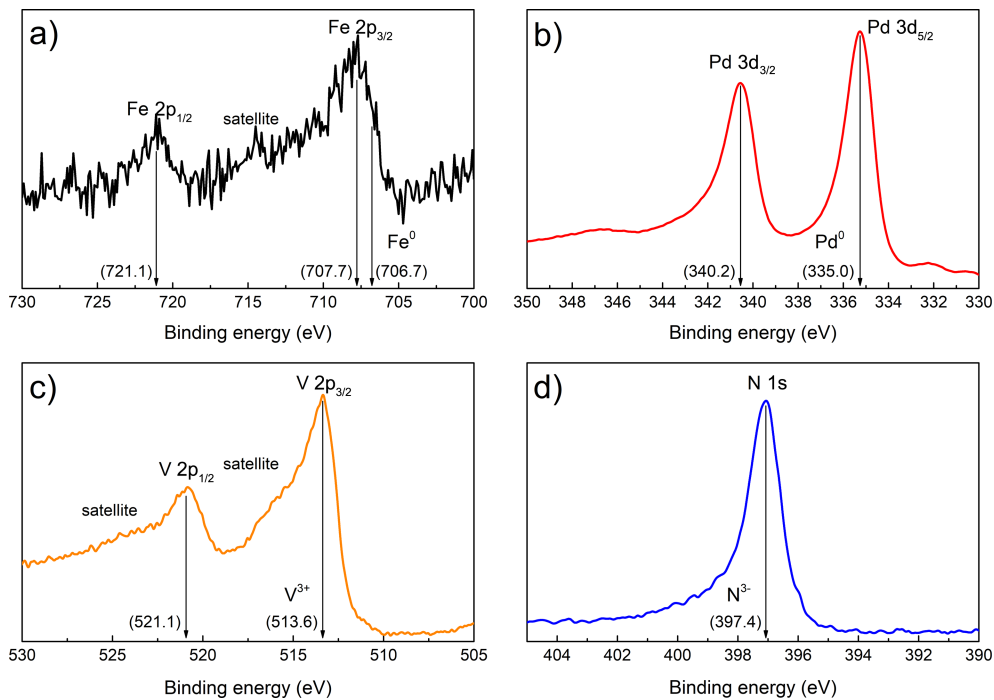 a)
Fe 2p3/2
Fe 2p1/2
satellite
Fe0
(721.1)
(707.7)
(706.7)
730 725 720 715 710 705 700
Binding energy (eV)
b)
Pd 3d5/2
Pd 3d3/2
Pd0
(340.2)
(335.0)
350 348 346 344 342 340 338 336 334 332 330
Binding energy (eV)
c)
V 2p3/2
V 2p1/2
satellite
satellite
V3+
(521.1)
(513.6)
530 525 520 515 510 505
Binding energy (eV)
d)
N 1s
N3-
(397.4)
404 402 400 398 396 394 392 390
Binding energy (eV)